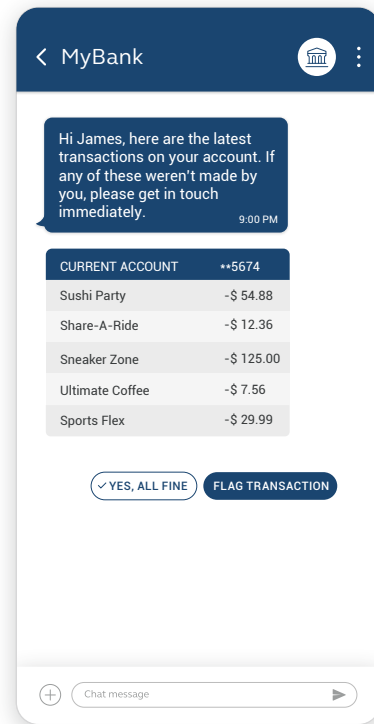 MyBank
Hi James, here are the latest
transactions on your account. If
any of these weren't made by
you, please get in touch
immediately.
9:00 PM
CURRENT ACCOUNT **5674
Sushi Party -$ 54.88
Share-A-Ride -$ 12.36
Sneaker Zone -$ 125.00
Ultimate Coffee -$ 7.56
Sports Flex -$ 29.99
YES, ALL FINE FLAG TRANSACTION
Chat message